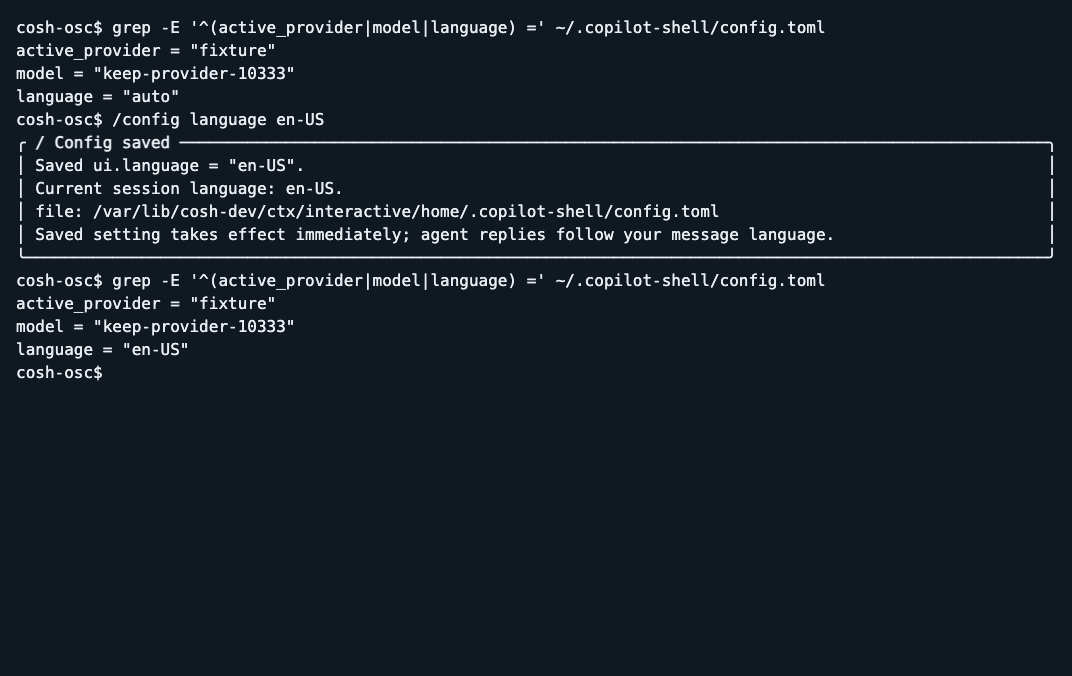 cosh-osc$ grep -E '^(active_provider|model|language) =' ~/.copilot-shell/config.toml
active_provider = "fixture"
model = "keep-provider-10333"
language = "auto"
cosh-osc$ /config language en-US
/ Config saved
Saved ui.language = "en-US".
Current session language: en-US.
file: /var/lib/cosh-dev/ctx/interactive/home/.copilot-shell/config.toml
Saved setting takes effect immediately; agent replies follow your message language.
cosh-osc$ grep -E '^(active_provider|model|language) =' ~/.copilot-shell/config.toml
active_provider = "fixture"
model = "keep-provider-10333"
language = "en-US"
cosh-osc$